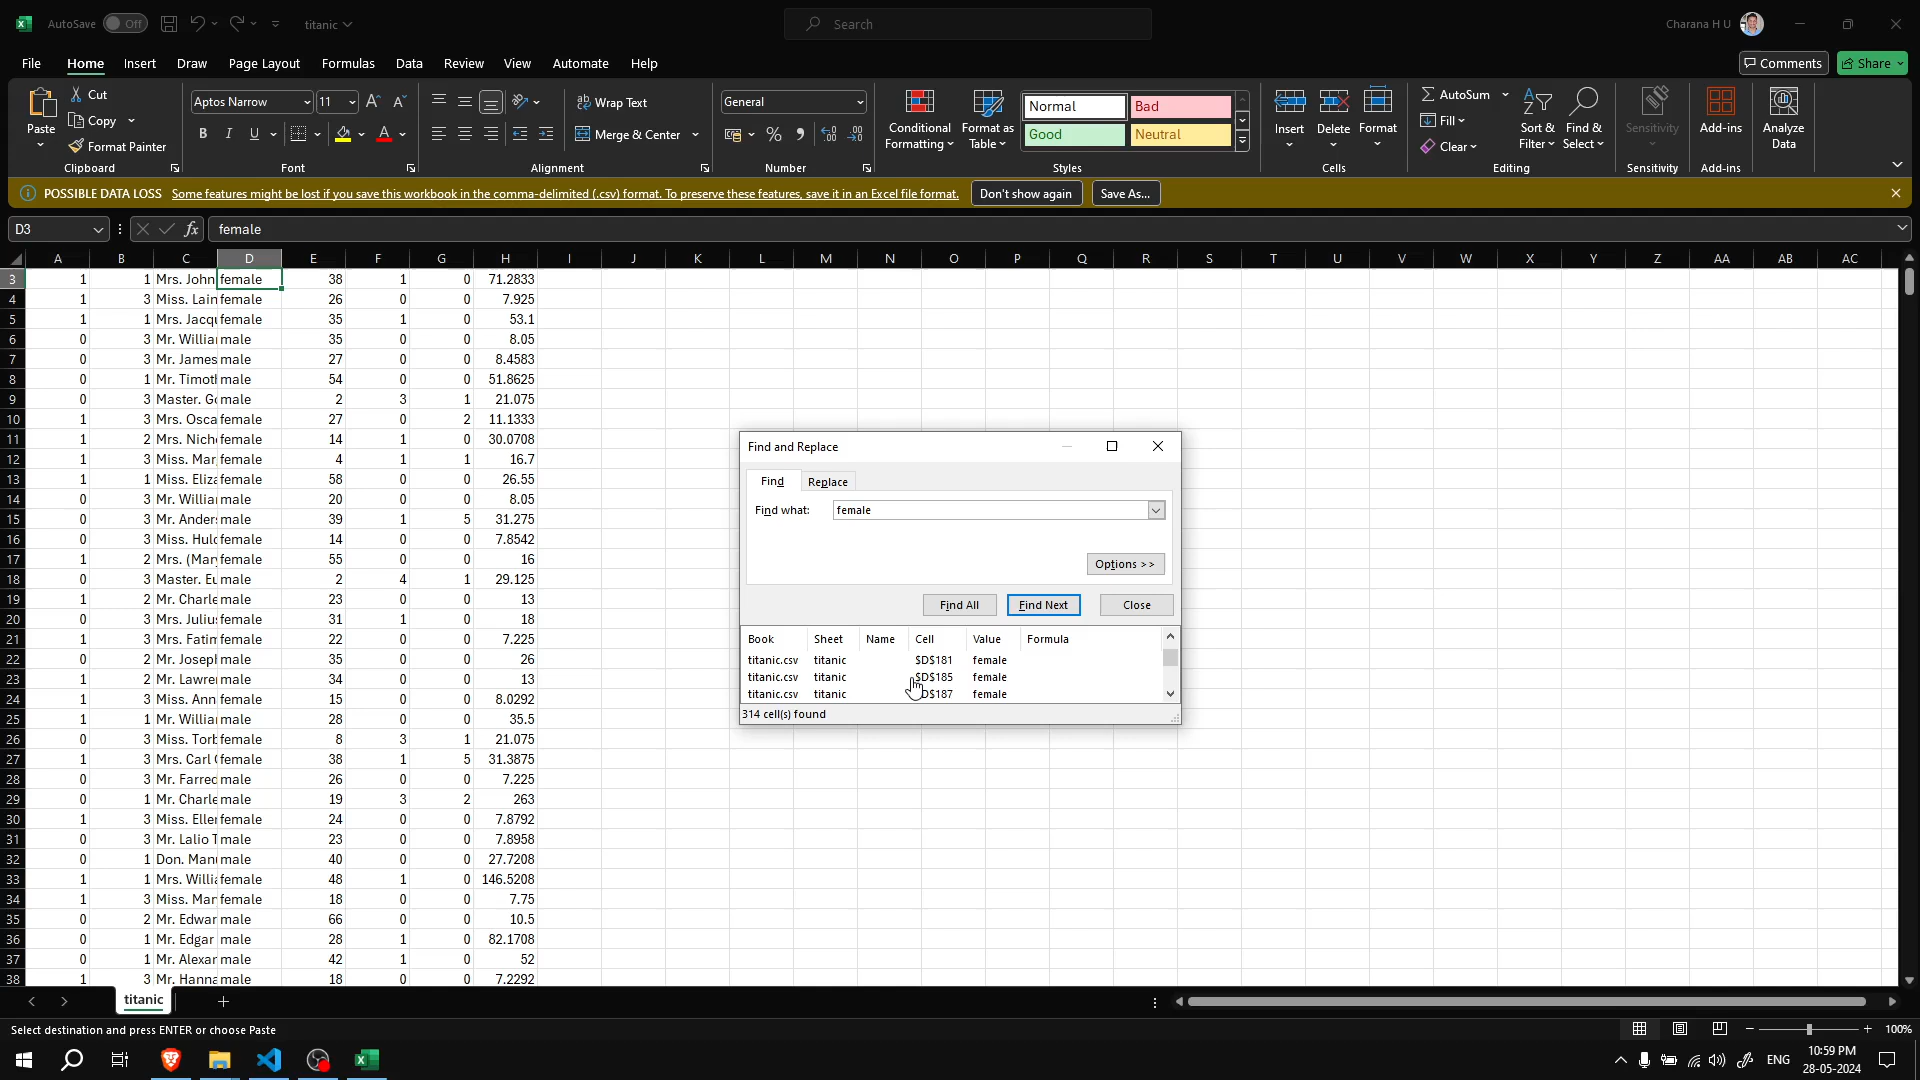 AutoSave Off titanic Search Charana H U
File Home Insert Draw Page Layout Formulas Data Review View Automate Help Comments Share
Paste Cut Copy Format Painter Clipboard
Aptos Narrow 11 B I U A Font
Wrap Text Merge & Center Alignment
General % Number
Conditional Formatting Format as Table Normal Bad Good Neutral Styles
Insert Delete Format Cells
AutoSum Fill Clear Sort & Filter Find & Select Editing
Sensitivity Sensitivity
Add-ins Add-ins
Analyze Data
POSSIBLE DATA LOSS Some features might be lost if you save this workbook in the comma-delimited (.csv) format. To preserve these features, save it in an Excel file format. Don't show again Save As...
D3 fx female
A B C D E F G H I J K L M N O P Q R S T U V W X Y Z AA AB AC
3 1 1 Mrs. John female 38 1 0 71.2833
4 1 3 Miss. Lain female 26 0 0 7.925
5 1 1 Mrs. Jacqu female 35 1 0 53.1
6 0 3 Mr. Willia male 35 0 0 8.05
7 0 3 Mr. James male 27 0 0 8.4583
8 0 1 Mr. Timot male 54 0 0 51.8625
9 0 3 Master. Go male 2 3 1 21.075
10 1 3 Mrs. Osca female 27 0 2 11.1333
11 1 2 Mrs. Nich female 14 1 0 30.0708
12 1 3 Miss. Mar female 4 1 1 16.7
13 1 1 Miss. Eliza female 58 0 0 26.55
14 0 3 Mr. Willia male 20 0 0 8.05
15 0 3 Mr. Anders male 39 1 5 31.275
16 0 3 Miss. Huld female 14 0 0 7.8542
17 1 2 Mrs. (Mary female 55 0 0 16
18 0 3 Master. Eu male 2 4 1 29.125
19 1 2 Mr. Charle male 23 0 0 13
20 0 3 Mrs. Julius female 31 1 0 18
21 1 3 Mrs. Fatim female 22 0 0 7.225
22 0 2 Mr. Joseph male 35 0 0 26
23 1 2 Mr. Lawre male 34 0 0 13
24 1 3 Miss. Ann female 15 0 0 8.0292
25 1 1 Mr. Willia male 28 0 0 35.5
26 0 3 Miss. Torb female 8 3 1 21.075
27 1 3 Mrs. Carl female 38 1 5 31.3875
28 0 3 Mr. Farred male 26 0 0 7.225
29 0 1 Mr. Charle male 19 3 2 263
30 1 3 Miss. Ellen female 24 0 0 7.8792
31 0 3 Mr. Lalio T male 23 0 0 7.8958
32 0 1 Don. Manu male 40 0 0 27.7208
33 1 1 Mrs. Willia female 48 1 0 146.5208
34 1 3 Miss. Mar female 18 0 0 7.75
35 0 2 Mr. Edwar male 66 0 0 10.5
36 0 1 Mr. Edgar male 28 1 0 82.1708
37 0 1 Mr. Alexar male 42 1 0 52
38 1 3 Mr. Hanna male 18 0 0 7.2292
Find and Replace
Find Replace
Find what: female
Options >>
Find All Find Next Close
Book Sheet Name Cell Value Formula
titanic.csv titanic $D$181 female
titanic.csv titanic $D$185 female
titanic.csv titanic D$187 female
314 cell(s) found
titanic
Select destination and press ENTER or choose Paste 100%
ENG 10:59 PM
28-05-2024